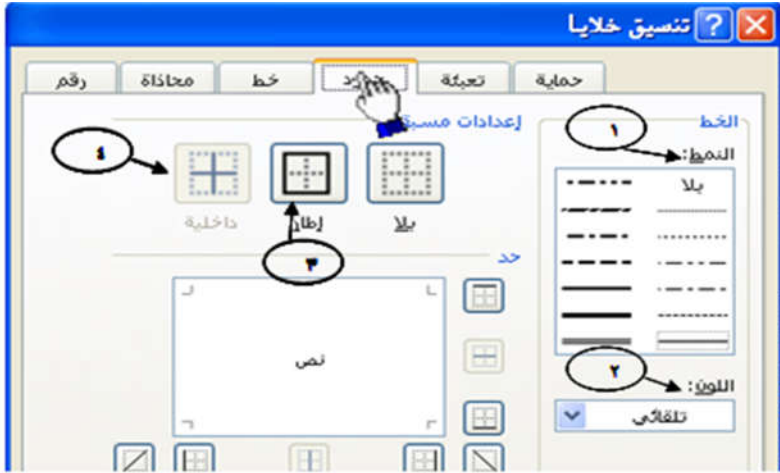 تنسيق خلايا
رقم محاذاة خط حدود تعبئة حماية
الخط
١
النمط:
بلا
٢
اللون:
تلقائي
إعدادات مسبقة
بلا
إطار
داخلية
٣
٤
حد
نص